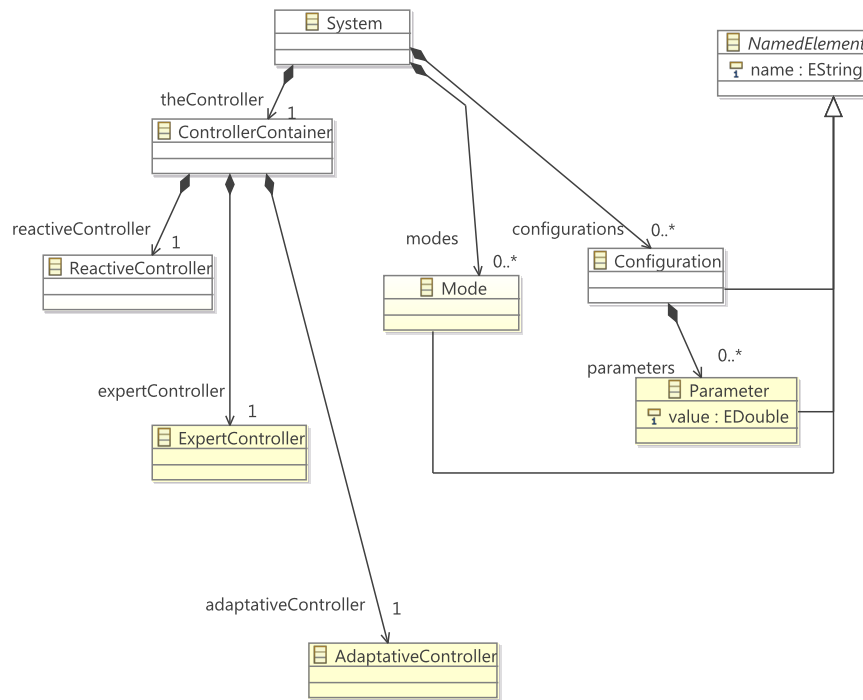 System
NamedElement
name : EString
theController
1
ControllerContainer
reactiveController
1
modes
0..*
configurations
0..*
ReactiveController
Mode
Configuration
expertController
1
parameters
0..*
ExpertController
Parameter
value : EDouble
adaptativeController
1
AdaptativeController